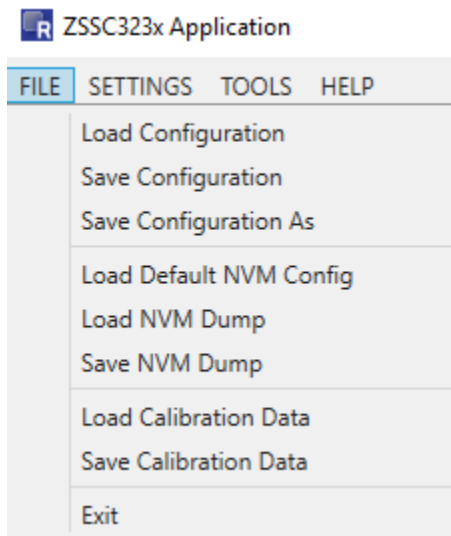 R ZSSC323x Application
FILE SETTINGS TOOLS HELP
Load Configuration
Save Configuration
Save Configuration As
Load Default NVM Config
Load NVM Dump
Save NVM Dump
Load Calibration Data
Save Calibration Data
Exit